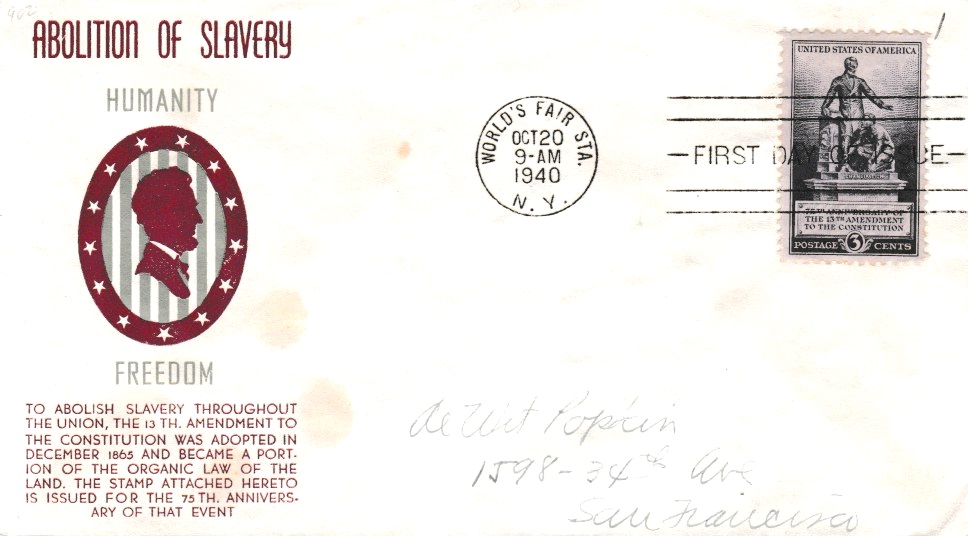 902
ABOLITION OF SLAVERY
HUMANITY
FREEDOM
TO ABOLISH SLAVERY THROUGHOUT
THE UNION, THE 13 TH. AMENDMENT TO
THE CONSTITUTION WAS ADOPTED IN
DECEMBER 1865 AND BECAME A PORT-
ION OF THE ORGANIC LAW OF THE
LAND. THE STAMP ATTACHED HERETO
IS ISSUED FOR THE 75 TH. ANNIVERS-
ARY OF THAT EVENT
WORLD'S FAIR STA.
OCT 20
9-AM
1940
N. Y.
FIRST DAY OF ISSUE
UNITED STATES OF AMERICA
75TH ANNIVERSARY OF
THE 13TH AMENDMENT
TO THE CONSTITUTION
POSTAGE 3 CENTS
DeWit Popkin
1598-34th Ave
San Francisco